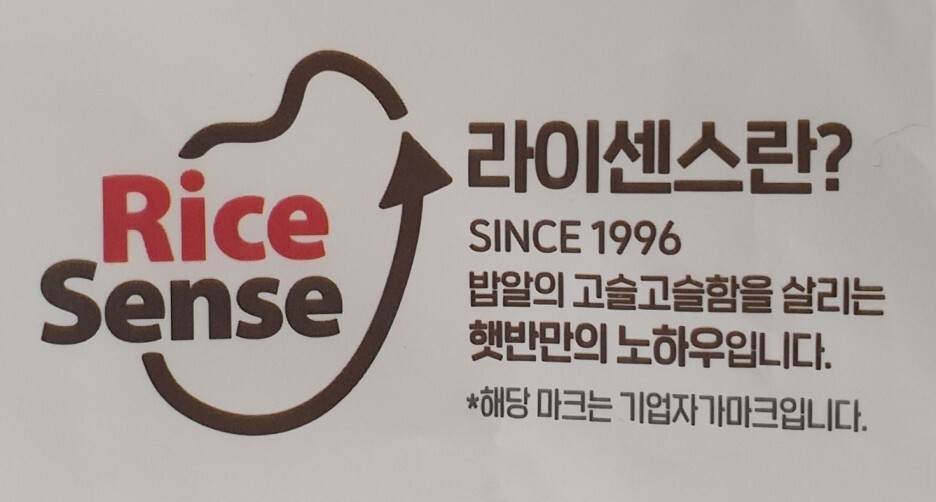 Rice
Sense
라이센스란?
SINCE 1996
밥알의 고슬고슬함을 살리는
햇반만의 노하우입니다.
*해당 마크는 기업자가마크입니다.